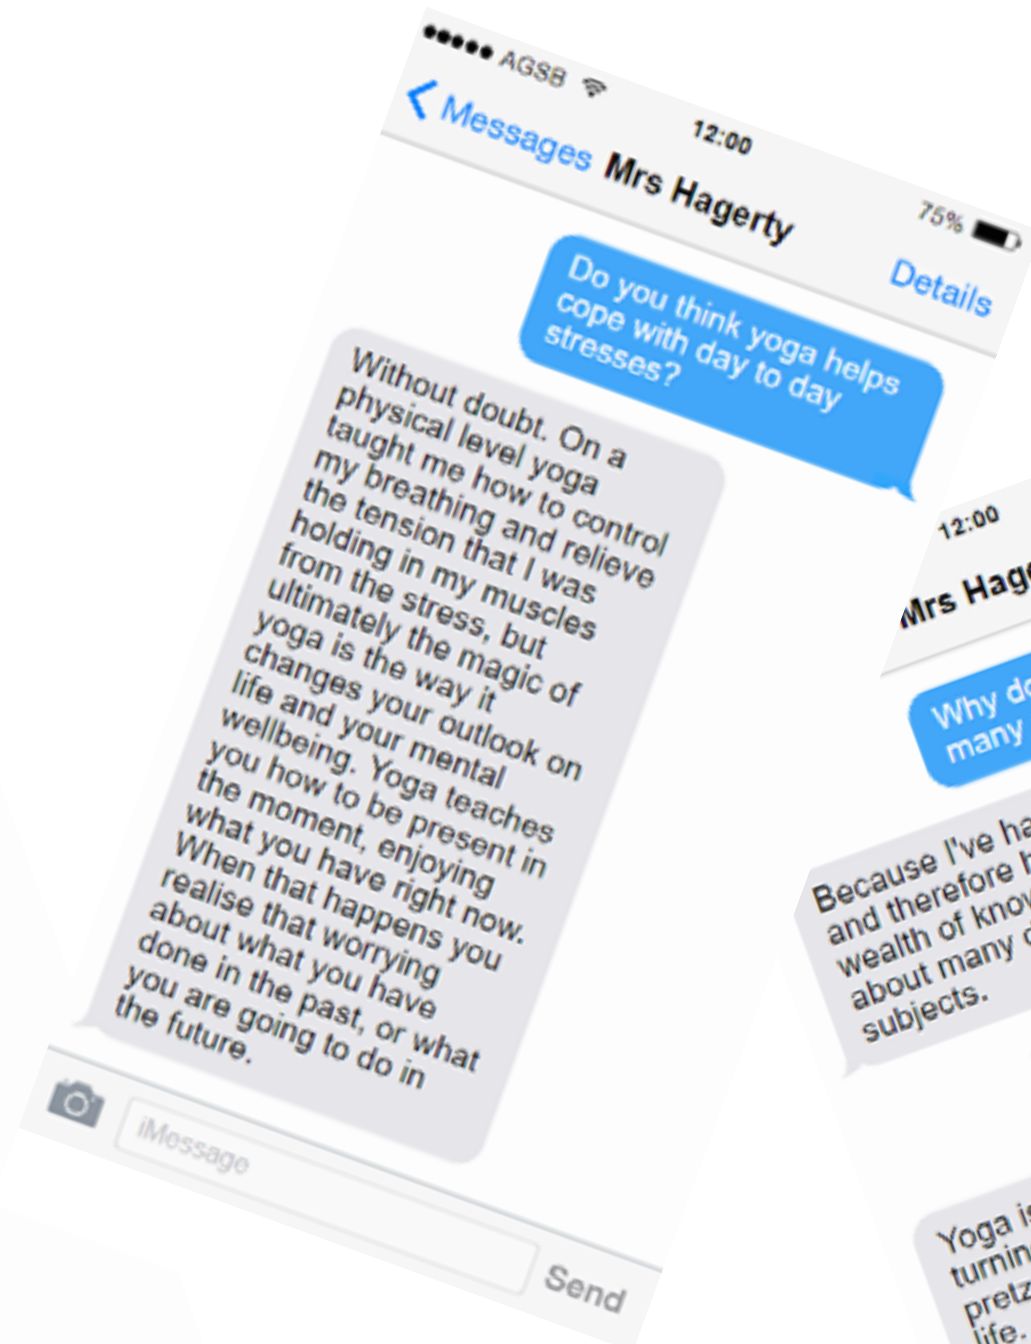 AGSB
12:00
75%
Messages
Mrs Hagerty
Details
Do you think yoga helps
cope with day to day
stresses?
Without doubt. On a
physical level yoga
taught me how to control
my breathing and relieve
the tension that I was
holding in my muscles
from the stress, but
ultimately the magic of
yoga is the way it
changes your outlook on
life and your mental
wellbeing. Yoga teaches
you how to be present in
the moment, enjoying
what you have right now.
When that happens you
realise that worrying
about what you have
done in the past, or what
you are going to do in
the future.
iMessage
Send
12:00
Mrs
Why
many
Because I've
and therefore
wealth of
about many
subjects.
Yoga
life.